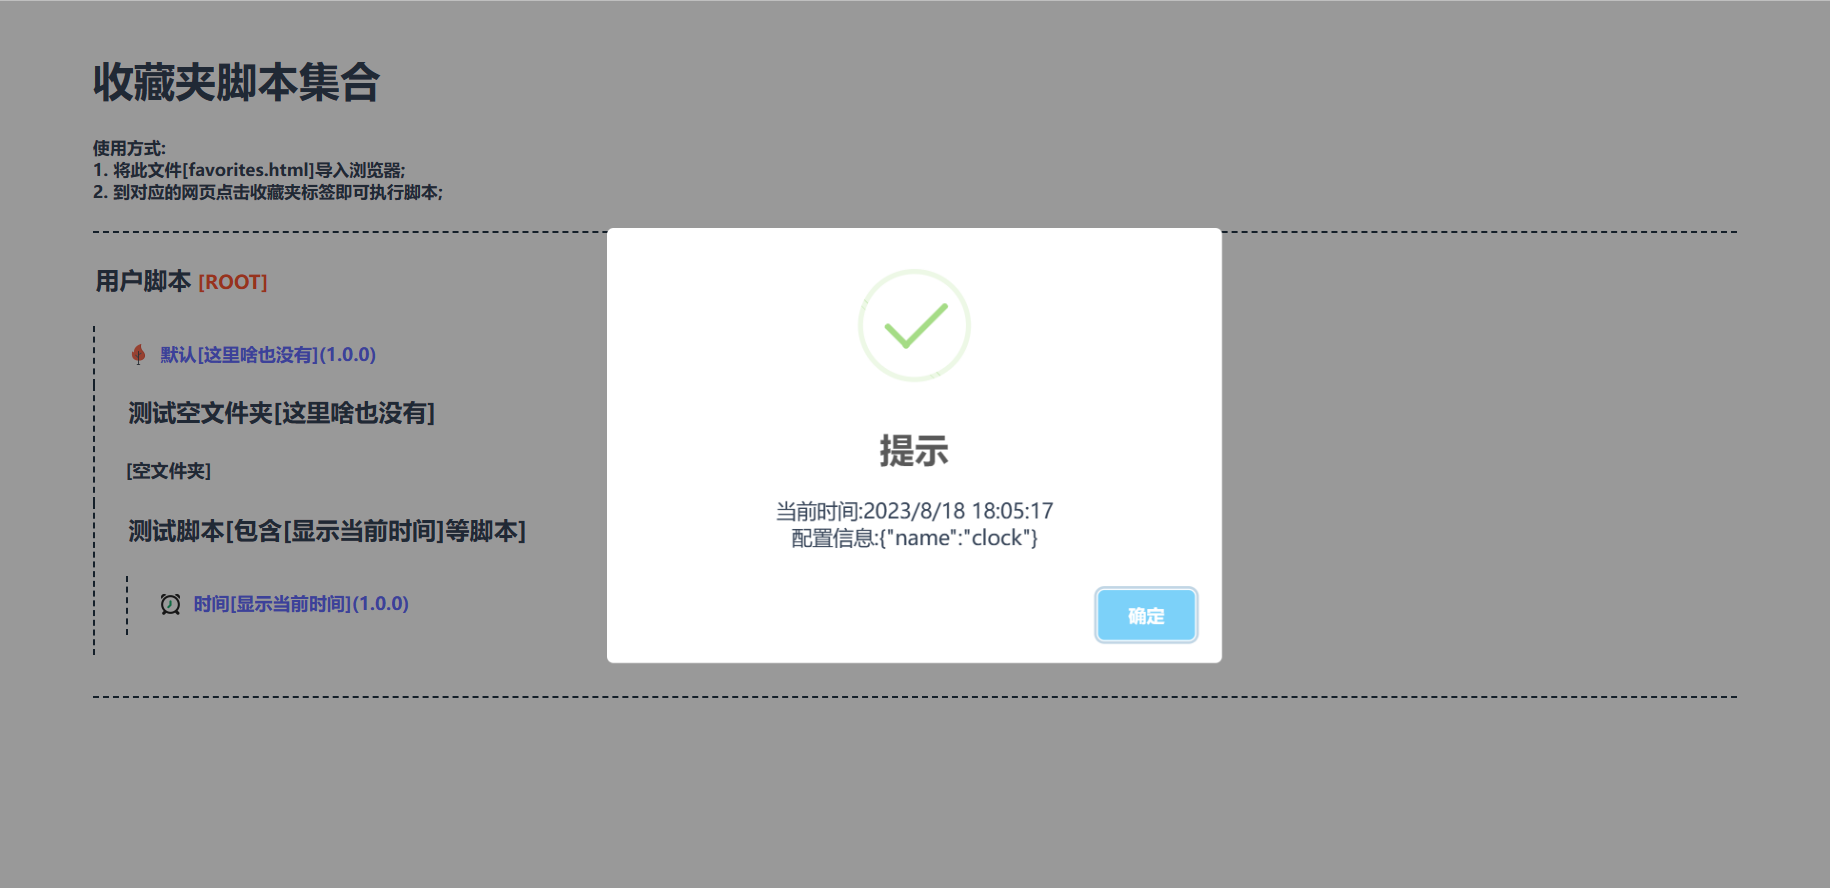 收藏夹脚本集合
使用方式:
1. 将此文件[favorites.html]导入浏览器;
2. 到对应的网页点击收藏夹标签即可执行脚本;
用户脚本 [ROOT]
默认[这里啥也没有](1.0.0)
测试空文件夹[这里啥也没有]
[空文件夹]
测试脚本[包含[显示当前时间]等脚本]
时间[显示当前时间](1.0.0)
提示
当前时间:2023/8/18 18:05:17
配置信息:{"name":"clock"}
确定